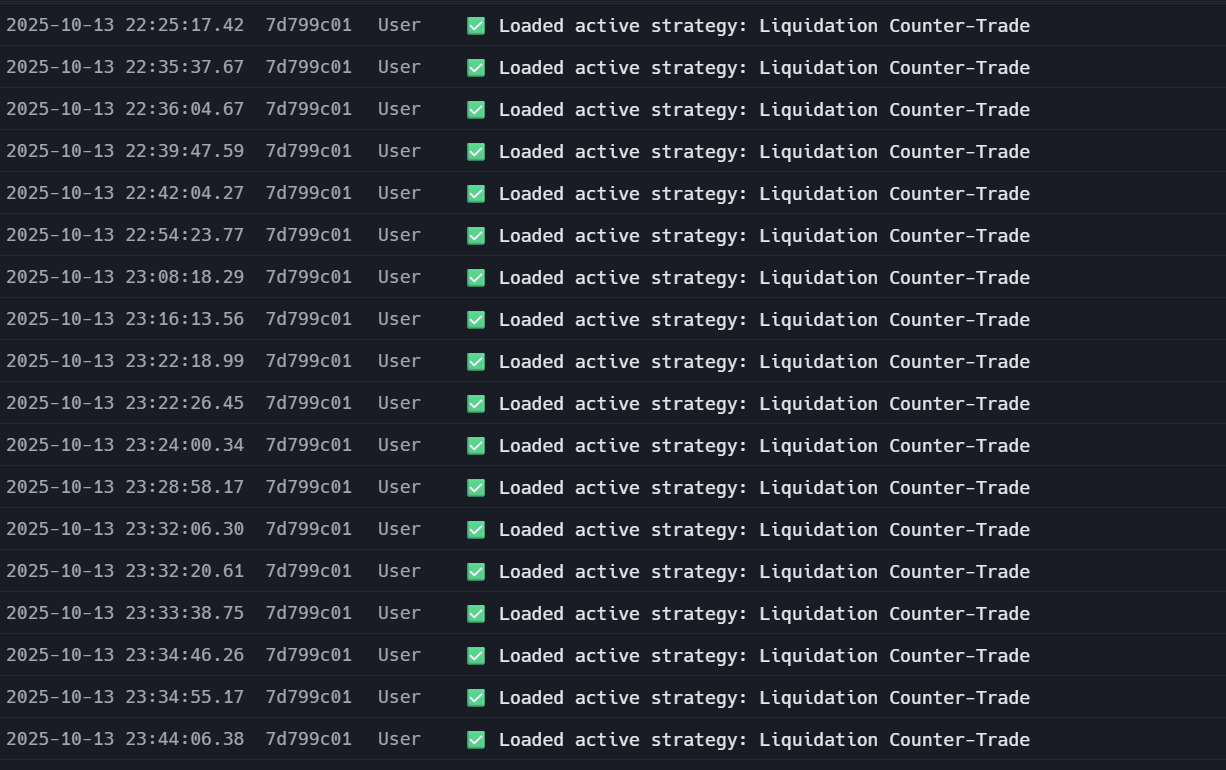 2025-10-13 22:25:17.42 7d799c01 User ✅ Loaded active strategy: Liquidation Counter-Trade
2025-10-13 22:35:37.67 7d799c01 User ✅ Loaded active strategy: Liquidation Counter-Trade
2025-10-13 22:36:04.67 7d799c01 User ✅ Loaded active strategy: Liquidation Counter-Trade
2025-10-13 22:39:47.59 7d799c01 User ✅ Loaded active strategy: Liquidation Counter-Trade
2025-10-13 22:42:04.27 7d799c01 User ✅ Loaded active strategy: Liquidation Counter-Trade
2025-10-13 22:54:23.77 7d799c01 User ✅ Loaded active strategy: Liquidation Counter-Trade
2025-10-13 23:08:18.29 7d799c01 User ✅ Loaded active strategy: Liquidation Counter-Trade
2025-10-13 23:16:13.56 7d799c01 User ✅ Loaded active strategy: Liquidation Counter-Trade
2025-10-13 23:22:18.99 7d799c01 User ✅ Loaded active strategy: Liquidation Counter-Trade
2025-10-13 23:22:26.45 7d799c01 User ✅ Loaded active strategy: Liquidation Counter-Trade
2025-10-13 23:24:00.34 7d799c01 User ✅ Loaded active strategy: Liquidation Counter-Trade
2025-10-13 23:28:58.17 7d799c01 User ✅ Loaded active strategy: Liquidation Counter-Trade
2025-10-13 23:32:06.30 7d799c01 User ✅ Loaded active strategy: Liquidation Counter-Trade
2025-10-13 23:32:20.61 7d799c01 User ✅ Loaded active strategy: Liquidation Counter-Trade
2025-10-13 23:33:38.75 7d799c01 User ✅ Loaded active strategy: Liquidation Counter-Trade
2025-10-13 23:34:46.26 7d799c01 User ✅ Loaded active strategy: Liquidation Counter-Trade
2025-10-13 23:34:55.17 7d799c01 User ✅ Loaded active strategy: Liquidation Counter-Trade
2025-10-13 23:44:06.38 7d799c01 User ✅ Loaded active strategy: Liquidation Counter-Trade